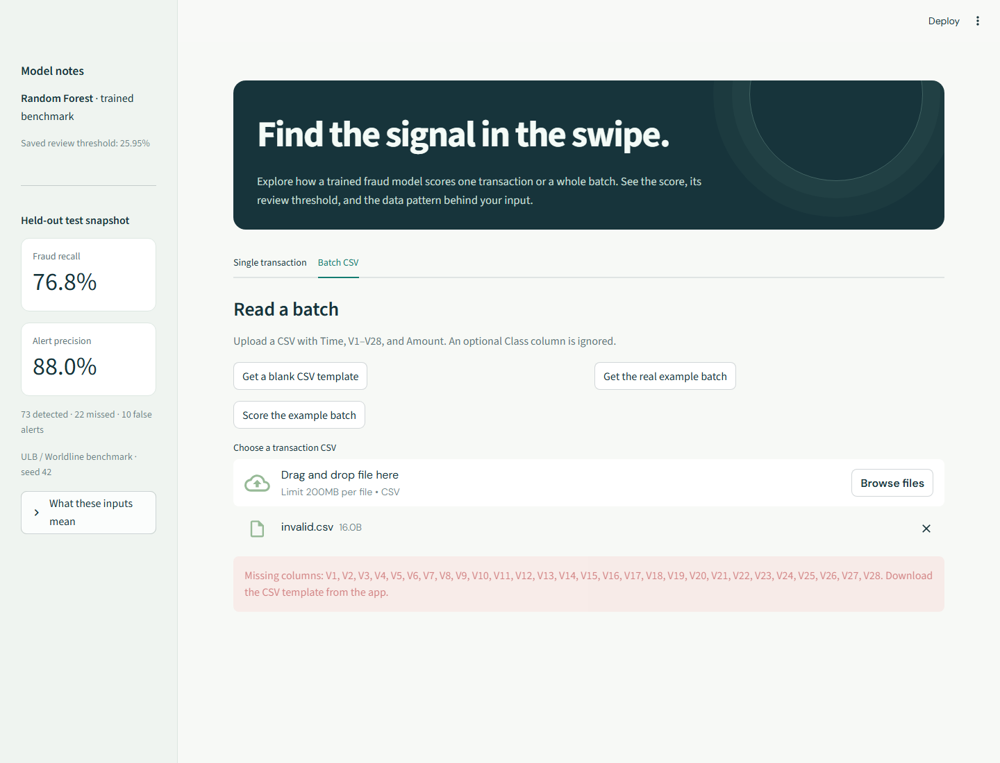 Deploy
Model notes
Random Forest · trained
benchmark
Saved review threshold: 25.95%
Held-out test snapshot
Fraud recall
76.8%
Alert precision
88.0%
73 detected · 22 missed · 10 false
alerts
ULB / Worldline benchmark ·
seed 42
What these inputs
mean
Find the signal in the swipe.
Explore how a trained fraud model scores one transaction or a whole batch. See the score, its
review threshold, and the data pattern behind your input.
Single transaction Batch CSV
Read a batch
Upload a CSV with Time, V1–V28, and Amount. An optional Class column is ignored.
Get a blank CSV template Get the real example batch
Score the example batch
Choose a transaction CSV
Drag and drop file here
Limit 200MB per file • CSV
Browse files
invalid.csv 16.0B
Missing columns: V1, V2, V3, V4, V5, V6, V7, V8, V9, V10, V11, V12, V13, V14, V15, V16, V17, V18, V19, V20, V21, V22, V23, V24, V25, V26, V27, V28. Download
the CSV template from the app.